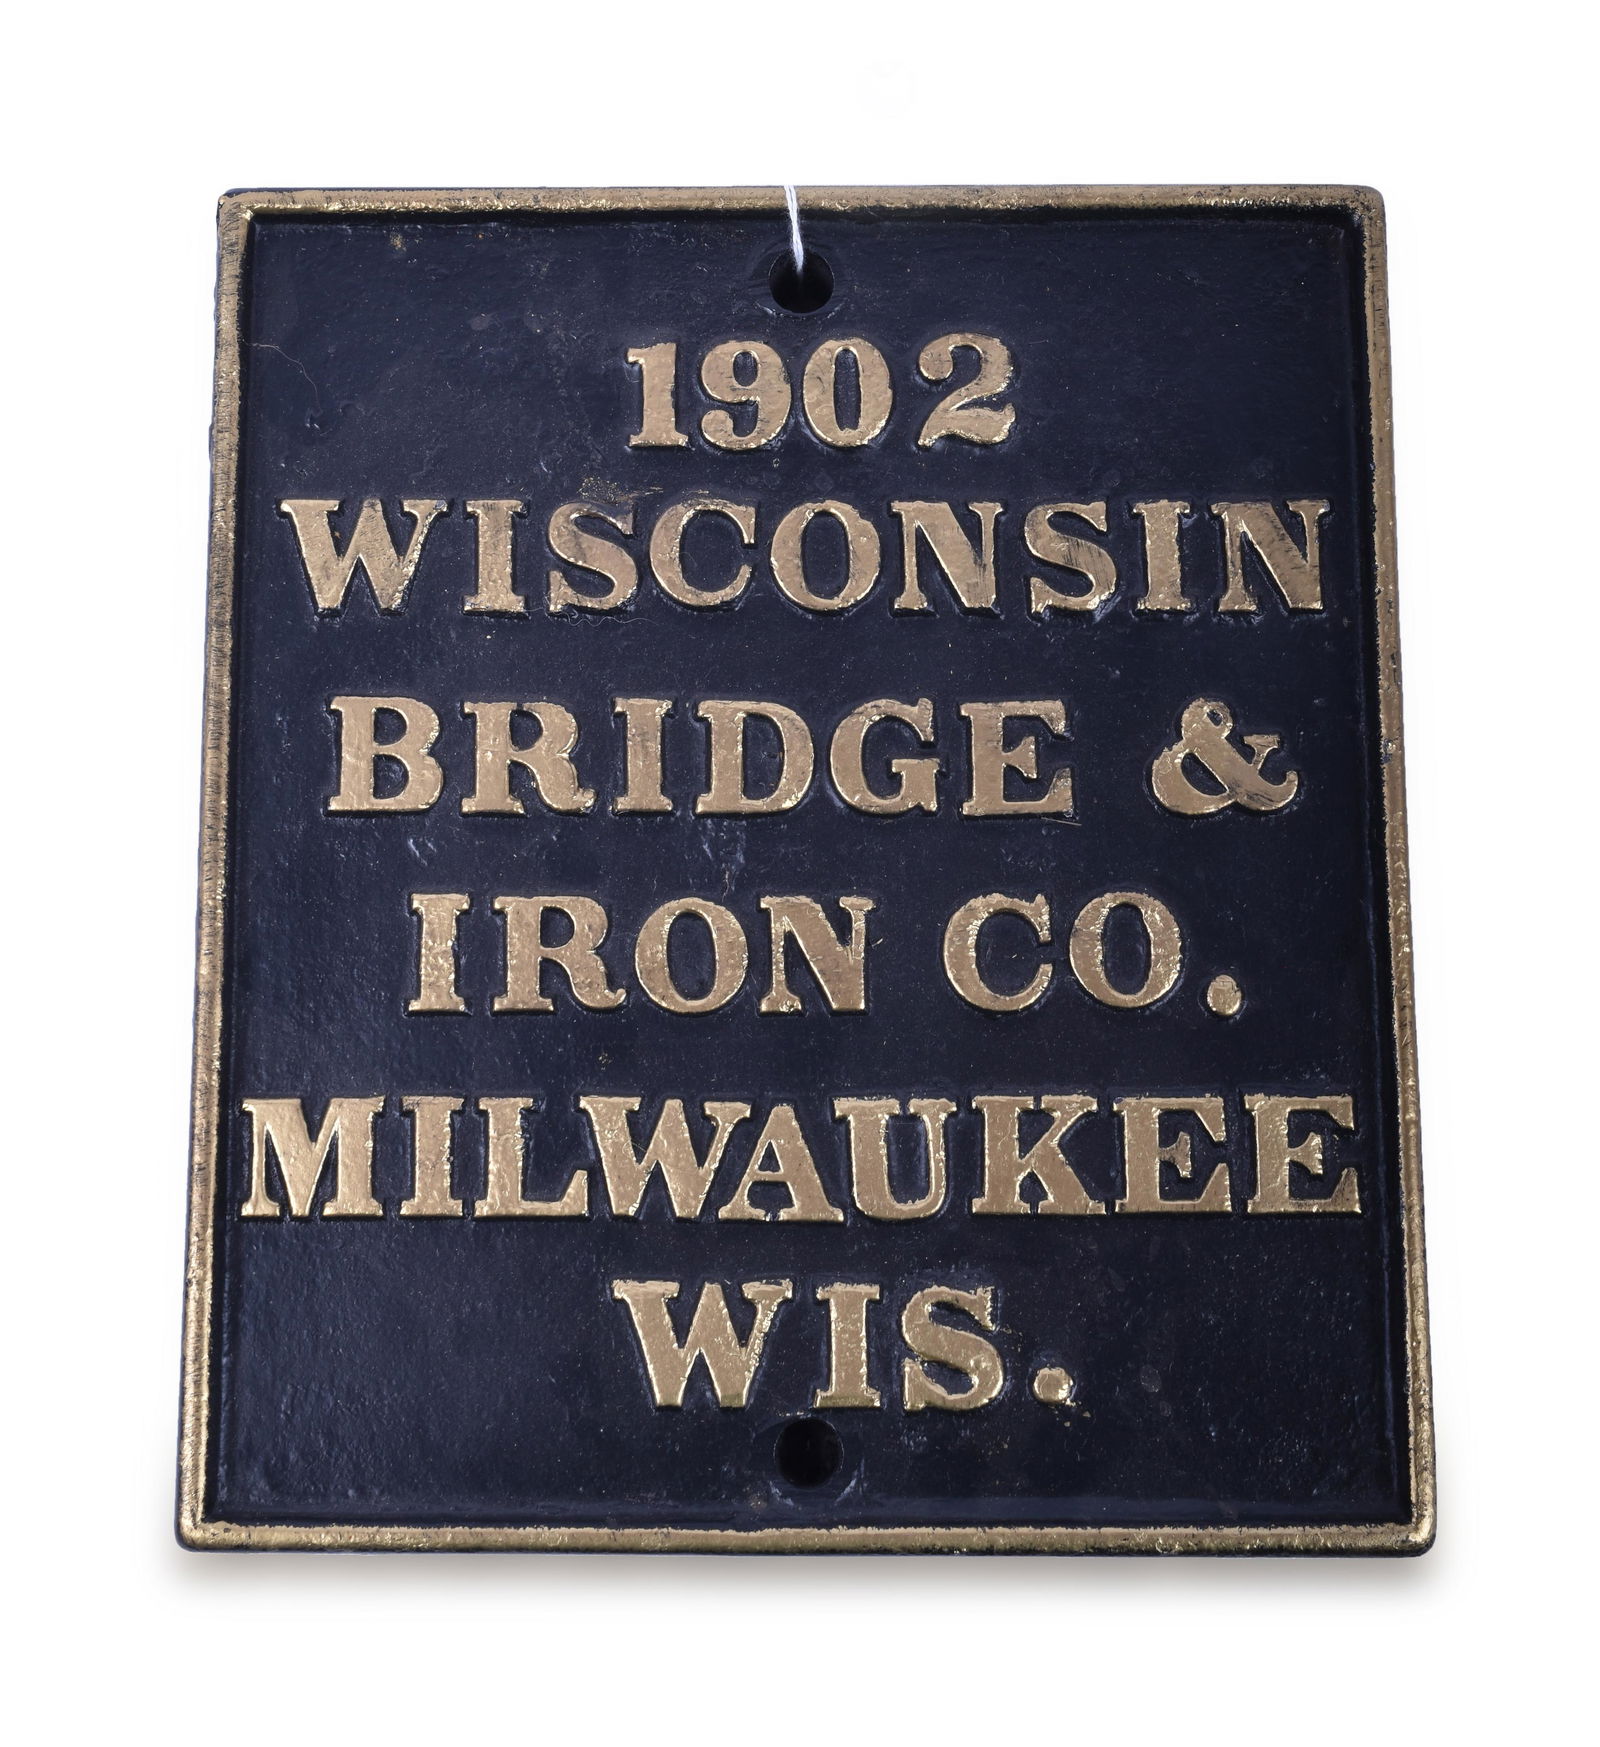 1902
WISCONSIN
BRIDGE &
IRON CO.
MILWAUKEE
WIS.